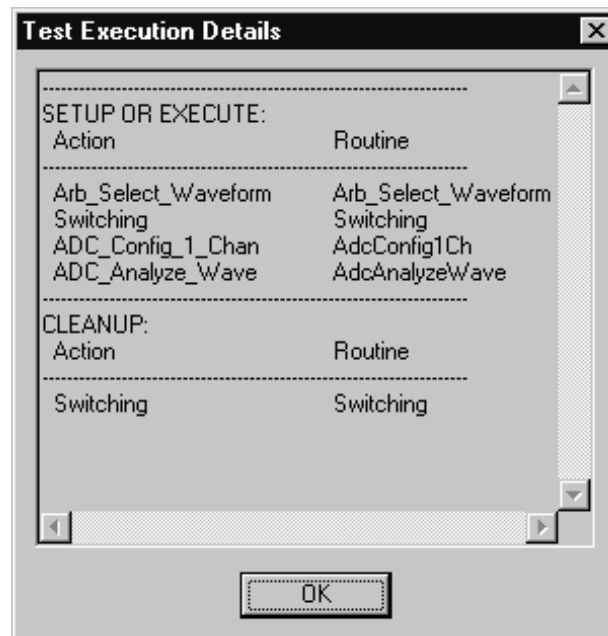 Test Execution Details
--------------------------------------------------------------------------------
SETUP OR EXECUTE:
Action Routine
--------------------------------------------------------------------------------
Arb_Select_Waveform Arb_Select_Waveform
Switching Switching
ADC_Config_1_Chan AdcConfig1Ch
ADC_Analyze_Wave AdcAnalyzeWave
--------------------------------------------------------------------------------
CLEANUP:
Action Routine
--------------------------------------------------------------------------------
Switching Switching
OK